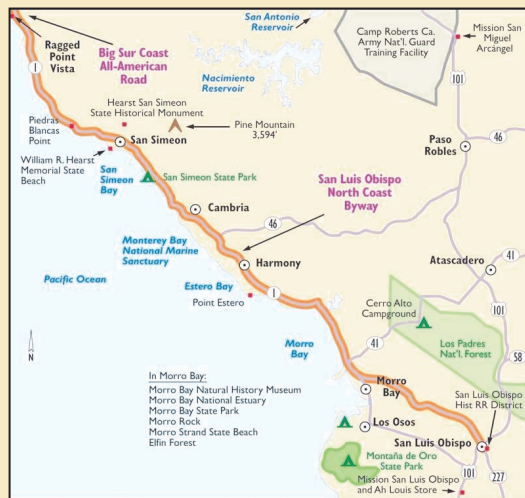 San Antonio
Reservoir
Ragged
Point
Vista
Big Sur Coast
All-American
Road
Camp Roberts Ca.
Army Nat'l. Guard
Training Facility
Mission San
Miguel
Arcángel
1
101
Nacimiento
Reservoir
Hearst San Simeon
State Historical Monument
Piedras
Blancas
Point
Pine Mountain
3,594'
San Simeon
Paso
Robles
46
William R. Hearst
Memorial State
Beach
San
Simeon
Bay
San Simeon State Park
San Luis Obispo
North Coast
Byway
Cambria
46
Monterey Bay
National Marine
Sanctuary
Harmony
Atascadero
41
Pacific Ocean
Estero Bay
Point Estero
1
101
Cerro Alto
Campground
N
Morro
Bay
41
Los Padres
Nat'l. Forest
58
In Morro Bay:
Morro Bay Natural History Museum
Morro Bay National Estuary
Morro Bay State Park
Morro Rock
Morro Strand State Beach
Elfin Forest
Morro
Bay
San Luis Obispo
Hist RR District
Los Osos
San Luis Obispo
Montaña de Oro
State Park
101
227
Mission San Luis Obispo
and Ah Louis Store